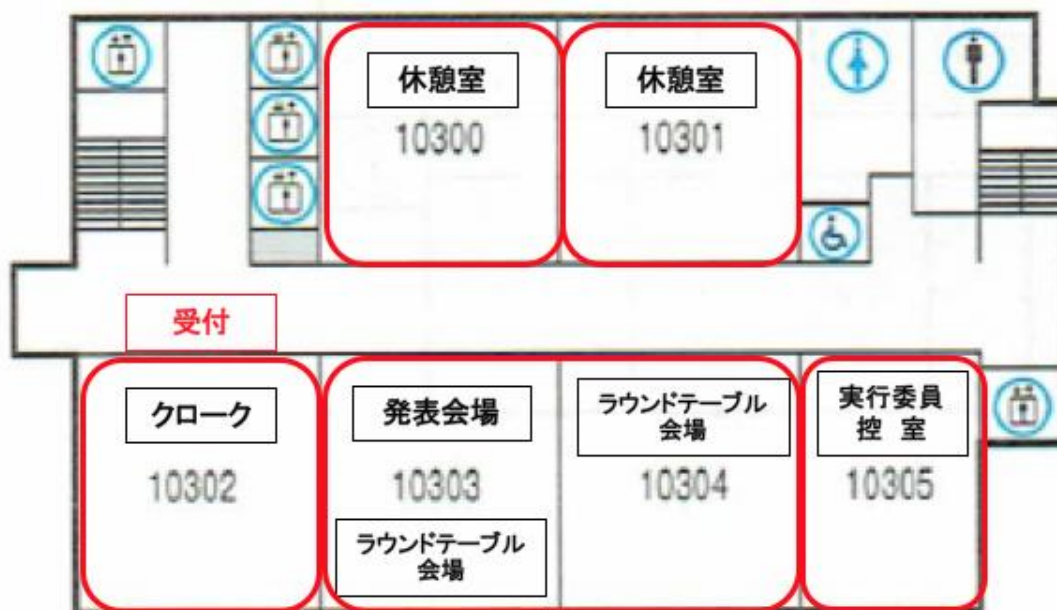 休憩室
10300
休憩室
10301
受付
クローク
10302
発表会場
10303
ラウンドテーブル
会場
ラウンドテーブル
会場
10304
実行委員
控 室
10305